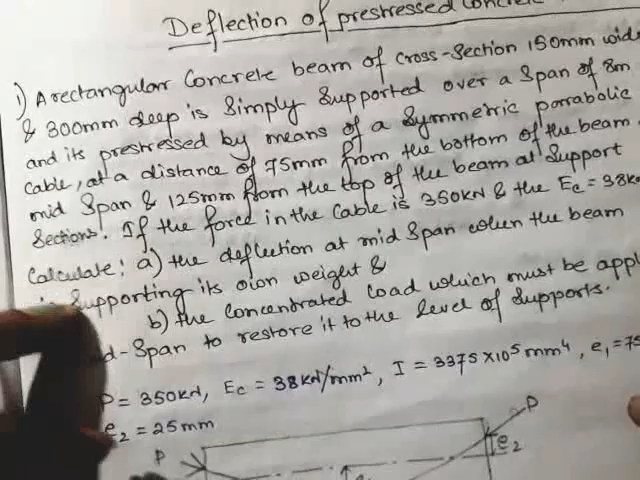 Deflection of prestressed Concrete
1) A rectangular Concrete beam of cross-section 150mm wide
& 300mm deep is Simply Supported over a Span of 8m
and its prestressed by means of a Symmetric parrabolic
Cable, at a distance of 75mm from the bottom of the beam.
mid Span & 125mm from the top of the beam at Support
Sections. If the force in the Cable is 350KN & the Ec = 38K
Calculate: a) the deflection at mid Span when the beam
Supporting its own weight &
b) the Concentrated load which must be appl
-Span to restore it to the level of Supports.
P = 350KN, Ec = 38KN/mm², I = 3375 × 10⁵ mm⁴, e₁ = 75
e₂ = 25mm
P
P
e₂